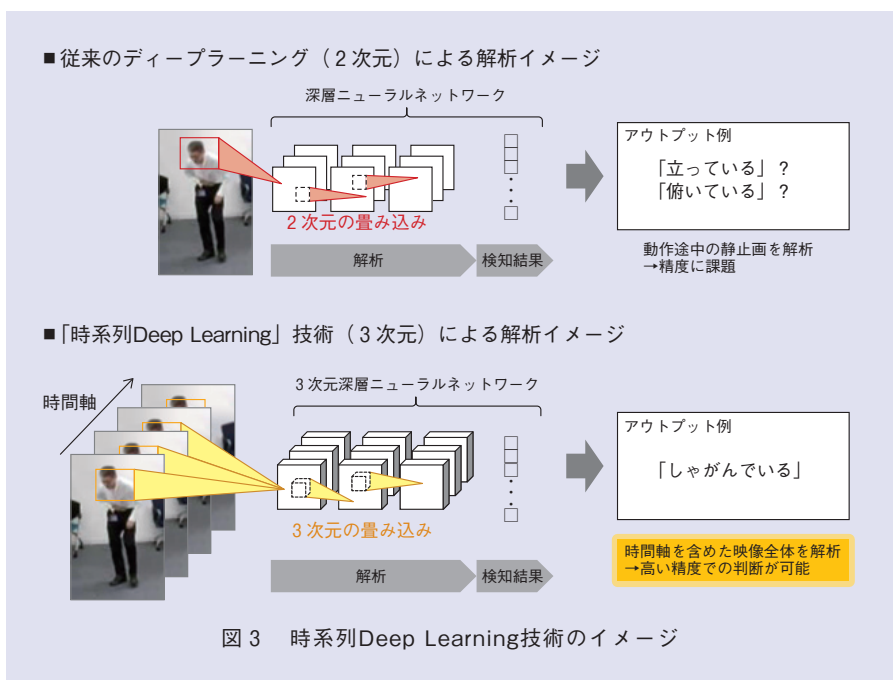 ■従来のディープラーニング（2次元）による解析イメージ
深層ニューラルネットワーク
2次元の畳み込み
解析
検知結果
アウトプット例
「立っている」？
「俯いている」？
動作途中の静止画を解析
→精度に課題
■「時系列Deep Learning」技術（3次元）による解析イメージ
時間軸
3次元深層ニューラルネットワーク
3次元の畳み込み
解析
検知結果
アウトプット例
「しゃがんでいる」
時間軸を含めた映像全体を解析
→高い精度での判断が可能
図3　時系列Deep Learning技術のイメージ